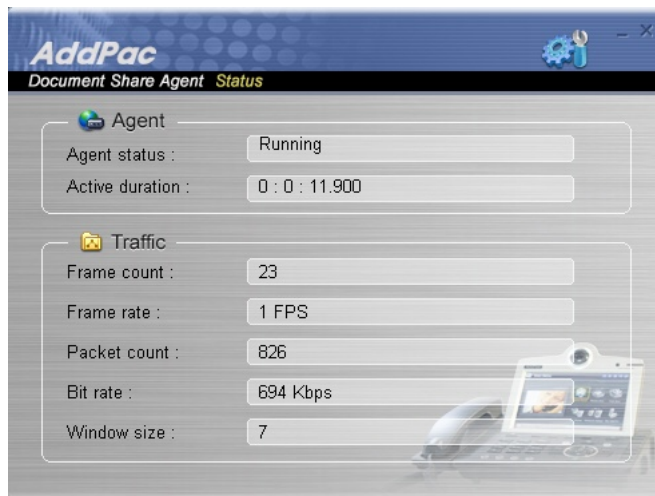 AddPac
Document Share Agent Status
Agent
Agent status : Running
Active duration : 0 : 0 : 11.900
Traffic
Frame count : 23
Frame rate : 1 FPS
Packet count : 826
Bit rate : 694 Kbps
Window size : 7